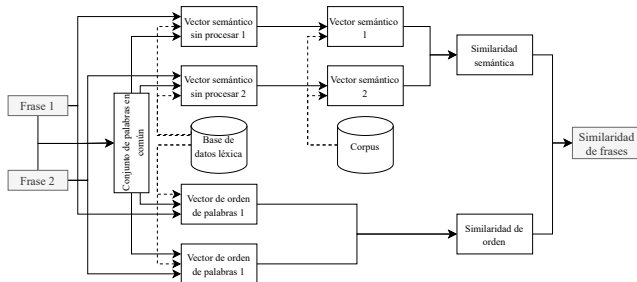 Frase 1
Frase 2
Conjunto de palabras en
común
Vector semántico
sin procesar 1
Vector semántico
sin procesar 2
Base de
datos léxica
Vector de orden
de palabras 1
Vector de orden
de palabras 1
Vector semántico
1
Vector semántico
2
Corpus
Similaridad
semántica
Similaridad
de orden
Similaridad
de frases